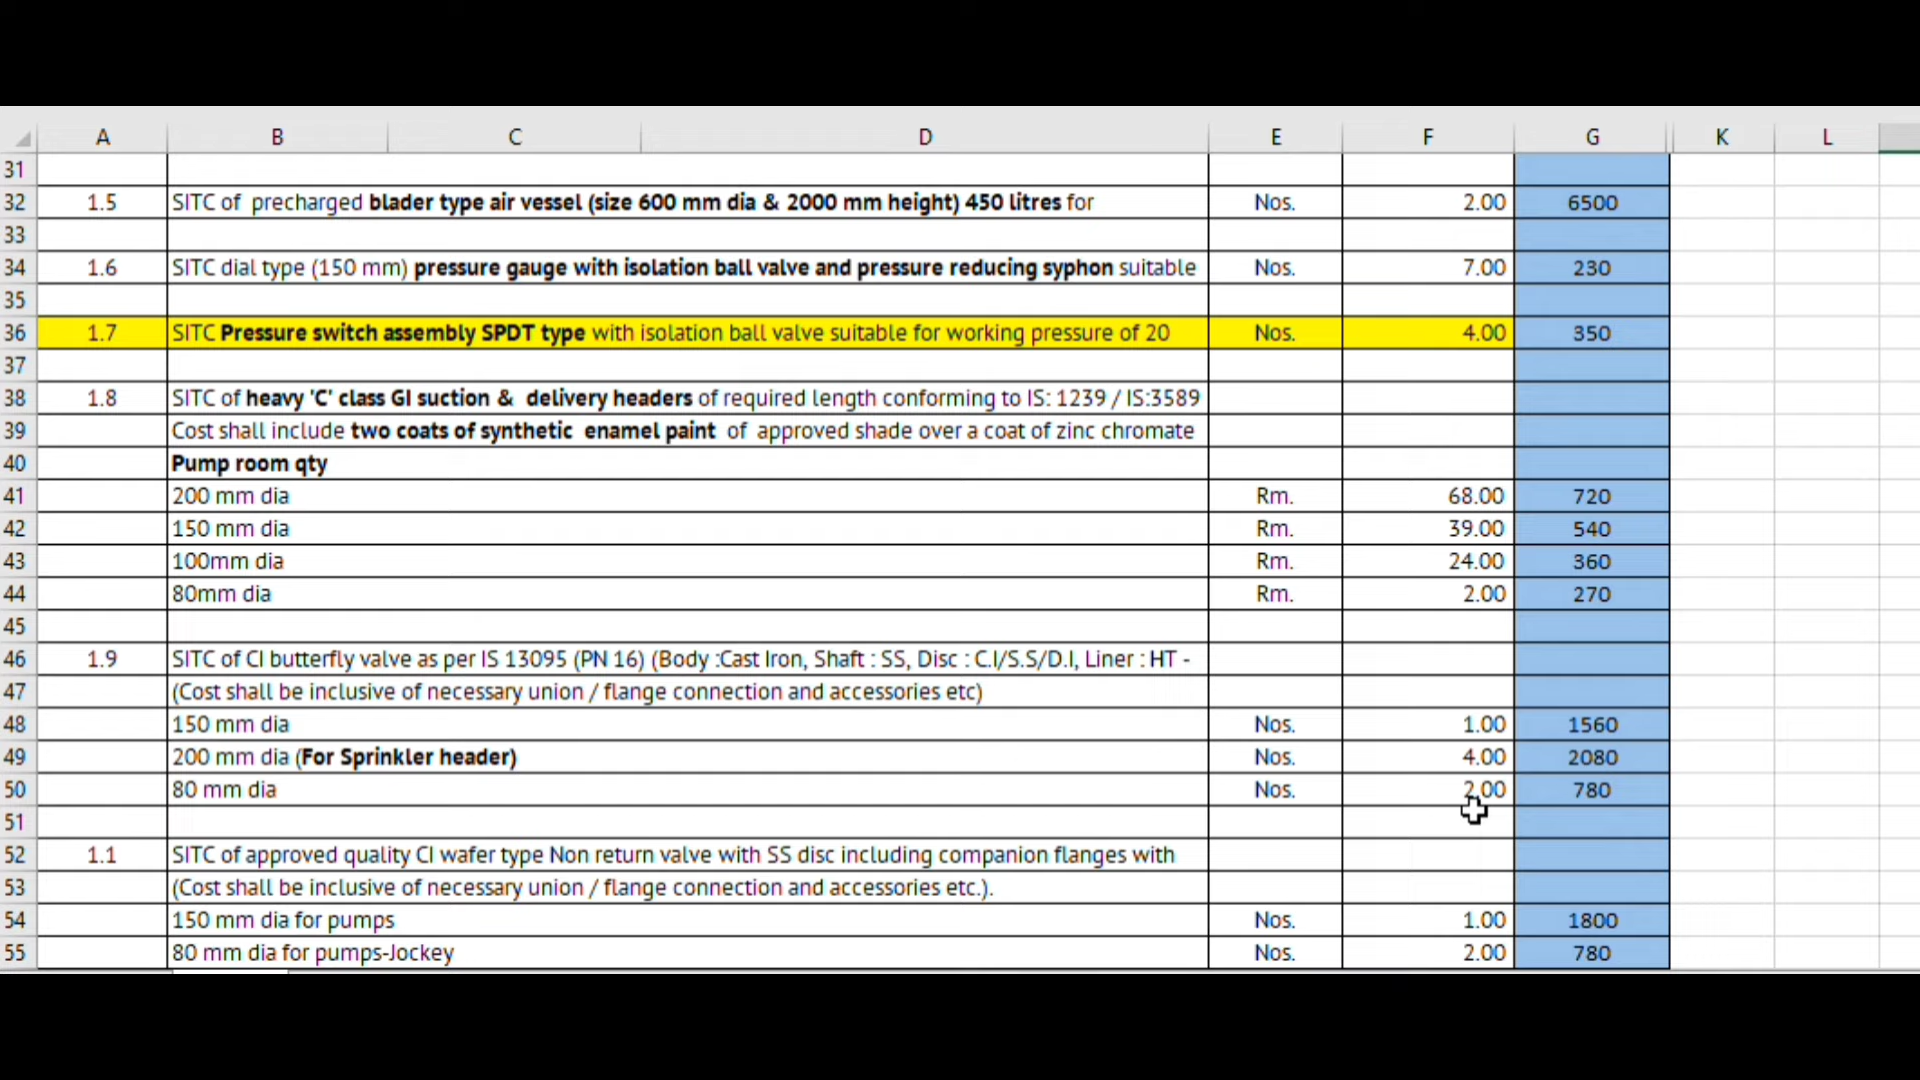 A B C D E F G K L
31
32 1.5 SITC of precharged blader type air vessel (size 600 mm dia & 2000 mm height) 450 litres for Nos. 2.00 6500
33
34 1.6 SITC dial type (150 mm) pressure gauge with isolation ball valve and pressure reducing syphon suitable Nos. 7.00 230
35
36 1.7 SITC Pressure switch assembly SPDT type with isolation ball valve suitable for working pressure of 20 Nos. 4.00 350
37
38 1.8 SITC of heavy 'C' class GI suction & delivery headers of required length conforming to IS: 1239 / IS:3589
39 Cost shall include two coats of synthetic enamel paint of approved shade over a coat of zinc chromate
40 Pump room qty
41 200 mm dia Rm. 68.00 720
42 150 mm dia Rm. 39.00 540
43 100mm dia Rm. 24.00 360
44 80mm dia Rm. 2.00 270
45
46 1.9 SITC of CI butterfly valve as per IS 13095 (PN 16) (Body :Cast Iron, Shaft : SS, Disc : C.I/S.S/D.I, Liner : HT -
47 (Cost shall be inclusive of necessary union / flange connection and accessories etc)
48 150 mm dia Nos. 1.00 1560
49 200 mm dia (For Sprinkler header) Nos. 4.00 2080
50 80 mm dia Nos. 2.00 780
51
52 1.1 SITC of approved quality CI wafer type Non return valve with SS disc including companion flanges with
53 (Cost shall be inclusive of necessary union / flange connection and accessories etc.).
54 150 mm dia for pumps Nos. 1.00 1800
55 80 mm dia for pumps-Jockey Nos. 2.00 780